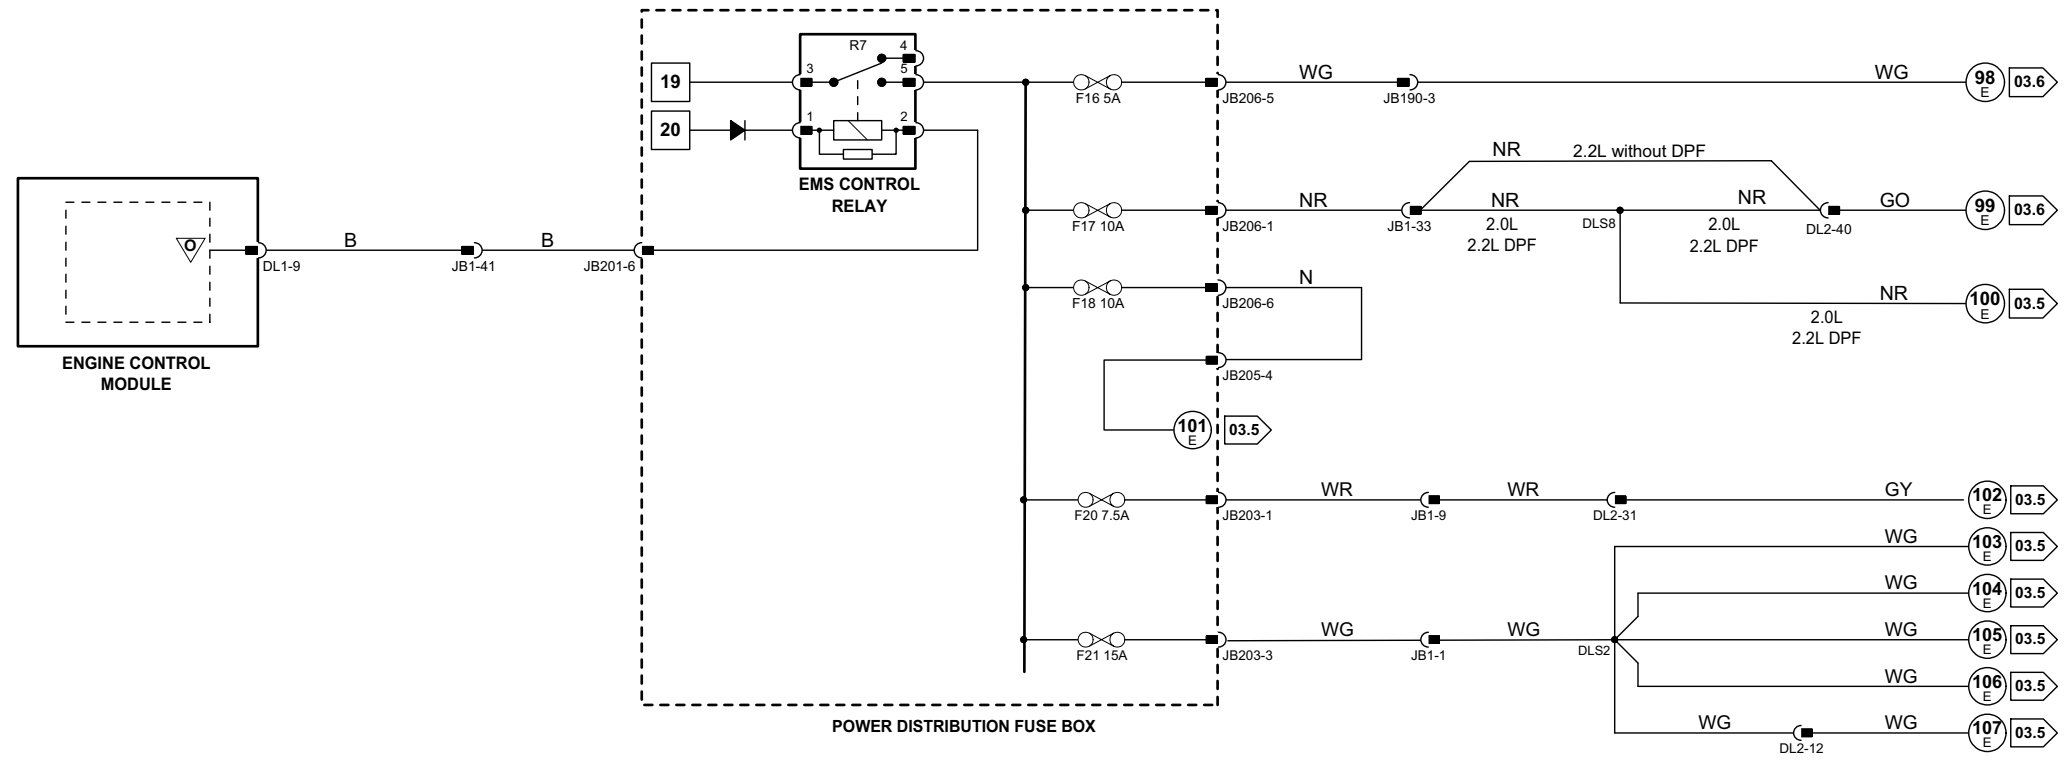 R7
4
3
5
19
WG
WG
98
E
03.6
F16 5A
JB206-5
JB190-3
1
2
20
EMS CONTROL
RELAY
NR
2.2L without DPF
NR
NR
NR
GO
99
E
03.6
F17 10A
JB206-1
JB1-33
2.0L
2.2L DPF
DLS8
2.0L
2.2L DPF
DL2-40
O
B
B
DL1-9
JB1-41
JB201-6
N
F18 10A
JB206-6
NR
100
E
03.5
2.0L
2.2L DPF
ENGINE CONTROL
MODULE
JB205-4
101
E
03.5
WR
WR
GY
102
E
03.5
F20 7.5A
JB203-1
JB1-9
DL2-31
WG
103
E
03.5
WG
104
E
03.5
WG
WG
WG
105
E
03.5
F21 15A
JB203-3
JB1-1
DLS2
WG
106
E
03.5
WG
WG
107
E
03.5
DL2-12
POWER DISTRIBUTION FUSE BOX